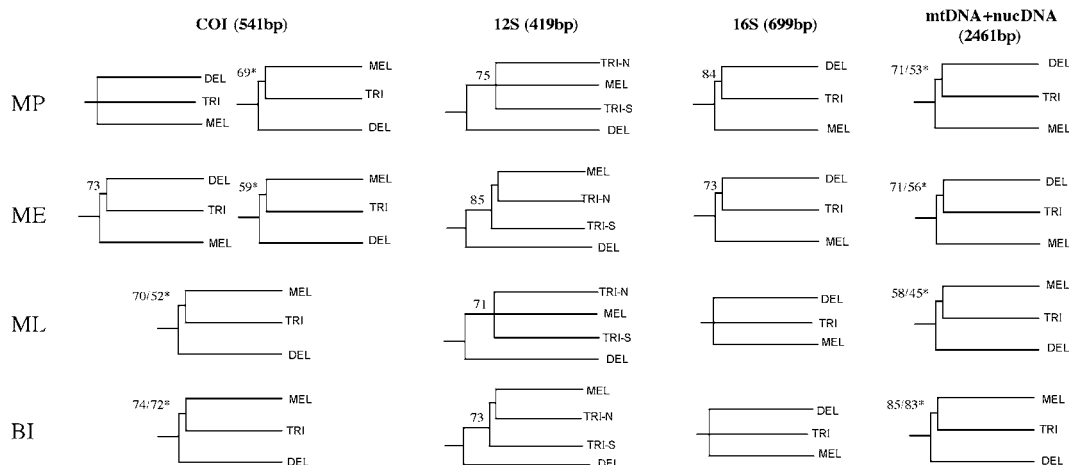 COI (541bp)
12S (419bp)
16S (699bp)
mtDNA+nucDNA
(2461bp)
MP
DEL
TRI
MEL
69*
MEL
TRI
DEL
75
TRI-N
MEL
TRI-S
DEL
84
DEL
TRI
MEL
71/53*
DEL
TRI
MEL
ME
73
DEL
TRI
MEL
59*
MEL
TRI
DEL
85
MEL
TRI-N
TRI-S
DEL
73
DEL
TRI
MEL
71/56*
DEL
TRI
MEL
ML
70/52*
MEL
TRI
DEL
71
TRI-N
MEL
TRI-S
DEL
DEL
TRI
MEL
58/45*
MEL
TRI
DEL
BI
74/72*
MEL
TRI
DEL
73
MEL
TRI-N
TRI-S
DEL
DEL
TRI
MEL
85/83*
MEL
TRI
DEL